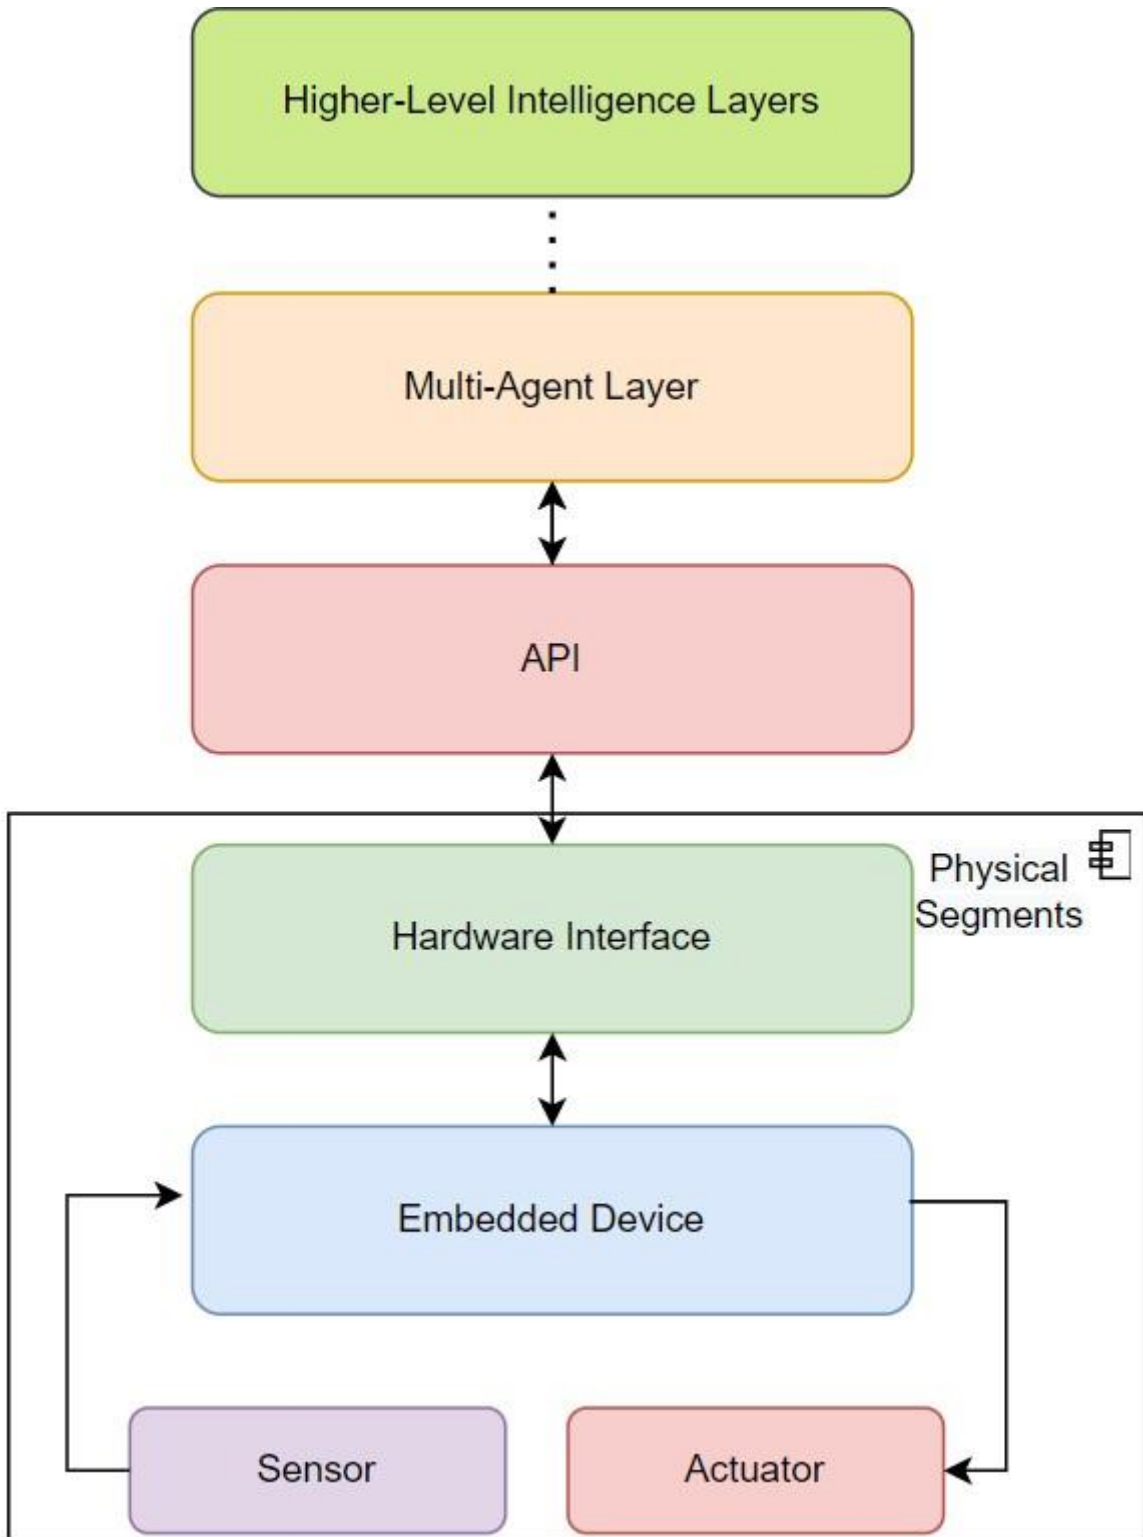 Higher-Level Intelligence Layers
Multi-Agent Layer
API
Physical
Segments
Hardware Interface
Embedded Device
Sensor
Actuator